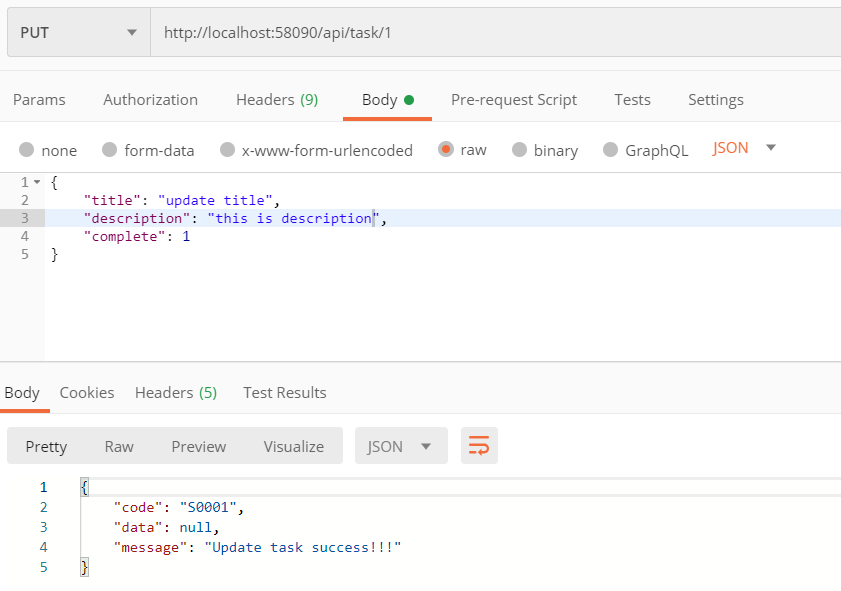 PUT http://localhost:58090/api/task/1
Params Authorization Headers (9) Body Pre-request Script Tests Settings
none form-data x-www-form-urlencoded raw binary GraphQL JSON
1 {
2 "title": "update title",
3 "description": "this is description",
4 "complete": 1
5 }
Body Cookies Headers (5) Test Results
Pretty Raw Preview Visualize JSON
1 {
2 "code": "S0001",
3 "data": null,
4 "message": "Update task success!!!"
5 }